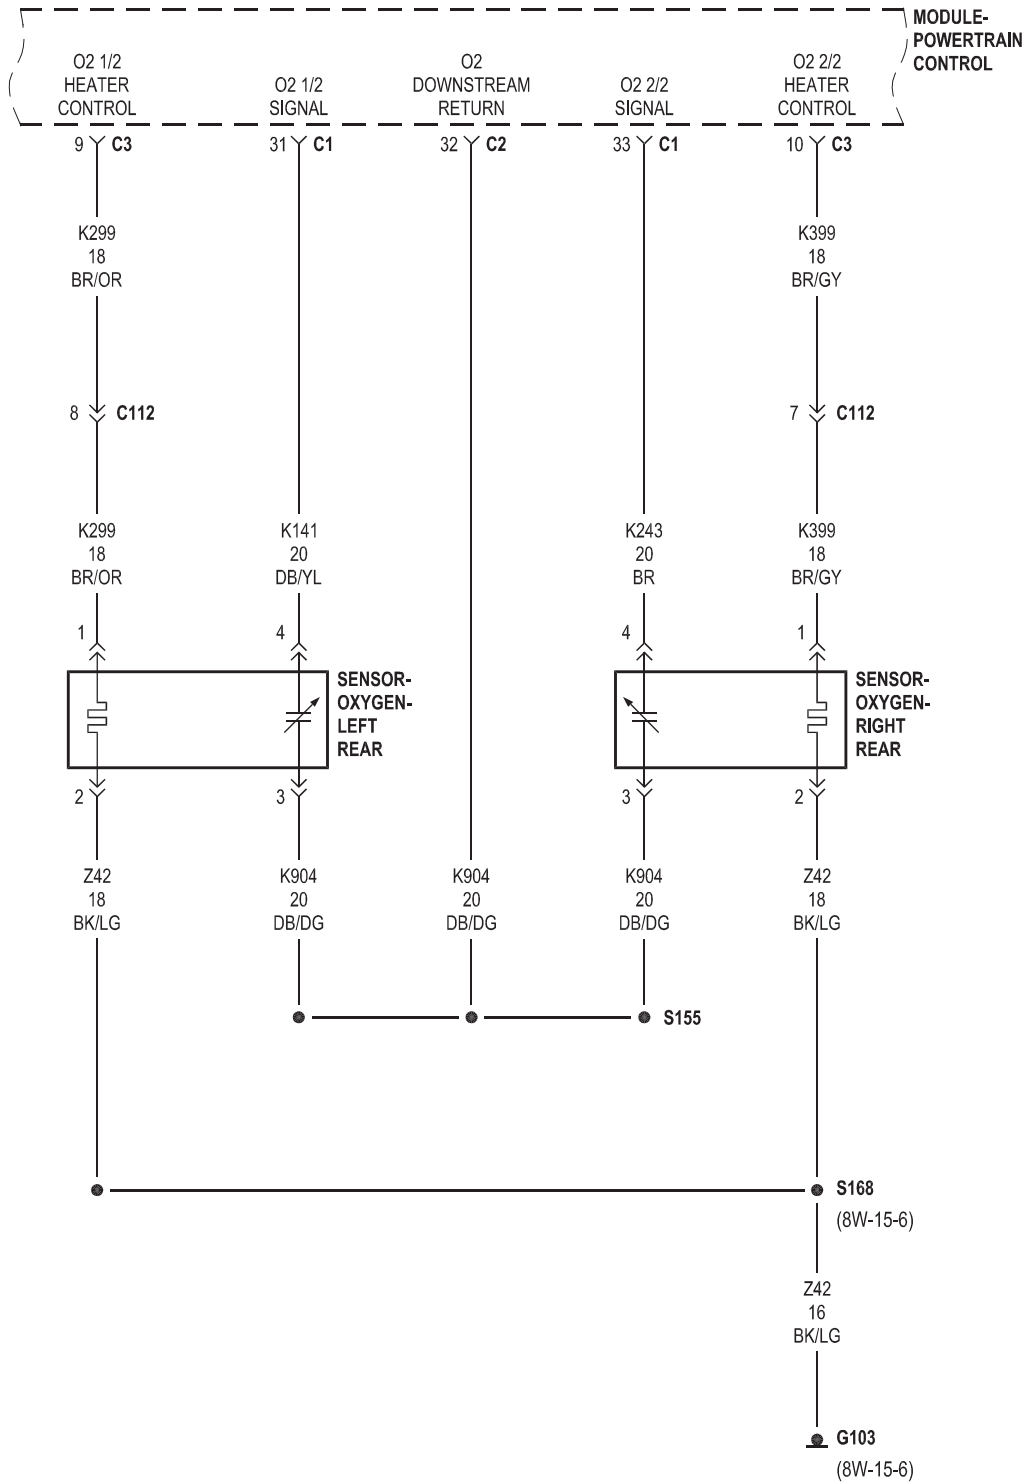 MODULE-
POWERTRAIN
CONTROL
O2 1/2
HEATER
CONTROL
O2 1/2
SIGNAL
O2
DOWNSTREAM
RETURN
O2 2/2
SIGNAL
O2 2/2
HEATER
CONTROL
9 C3
31 C1
32 C2
33 C1
10 C3
K299
18
BR/OR
K399
18
BR/GY
8 C112
7 C112
K299
18
BR/OR
K141
20
DB/YL
K243
20
BR
K399
18
BR/GY
1
4
4
1
SENSOR-
OXYGEN-
LEFT
REAR
SENSOR-
OXYGEN-
RIGHT
REAR
2
3
3
2
Z42
18
BK/LG
K904
20
DB/DG
K904
20
DB/DG
K904
20
DB/DG
Z42
18
BK/LG
S155
S168
(8W-15-6)
Z42
16
BK/LG
G103
(8W-15-6)